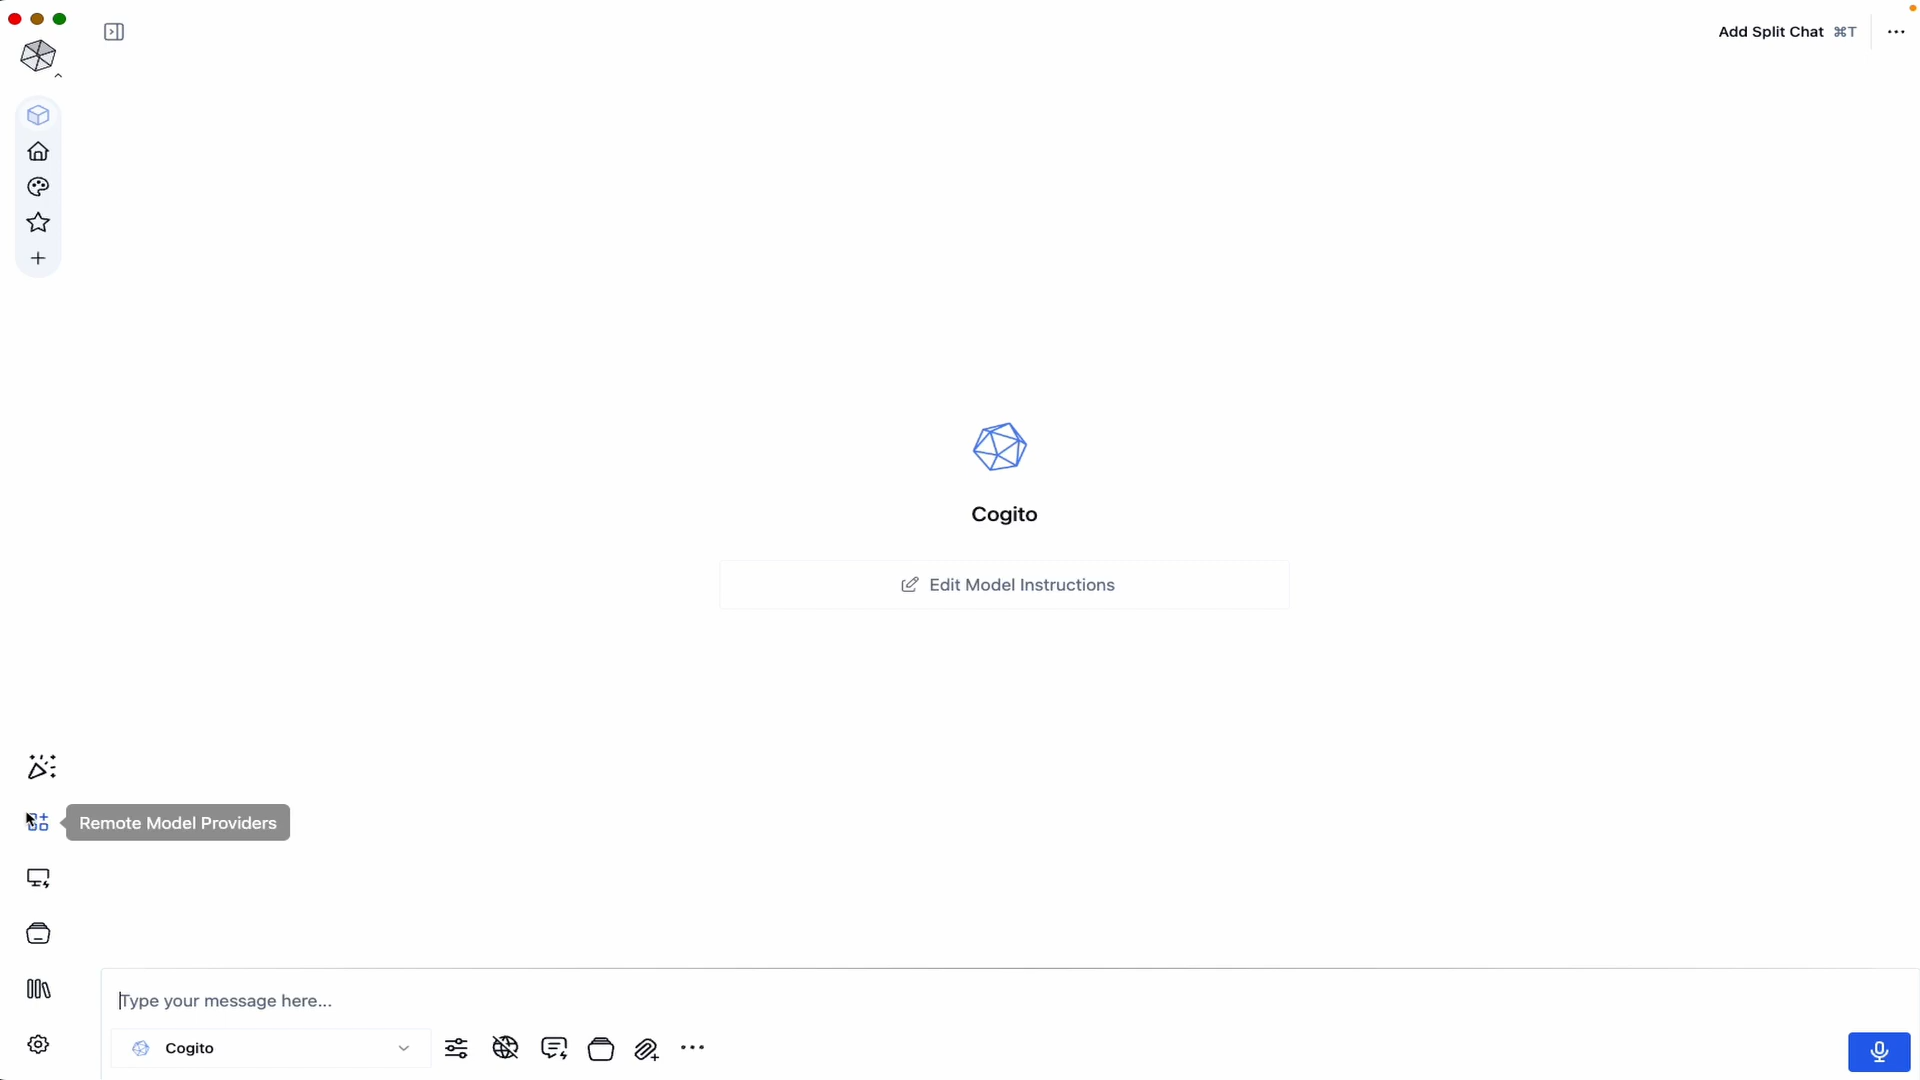 Add Split Chat ⌘T
Cogito
Edit Model Instructions
Remote Model Providers
Type your message here...
Cogito